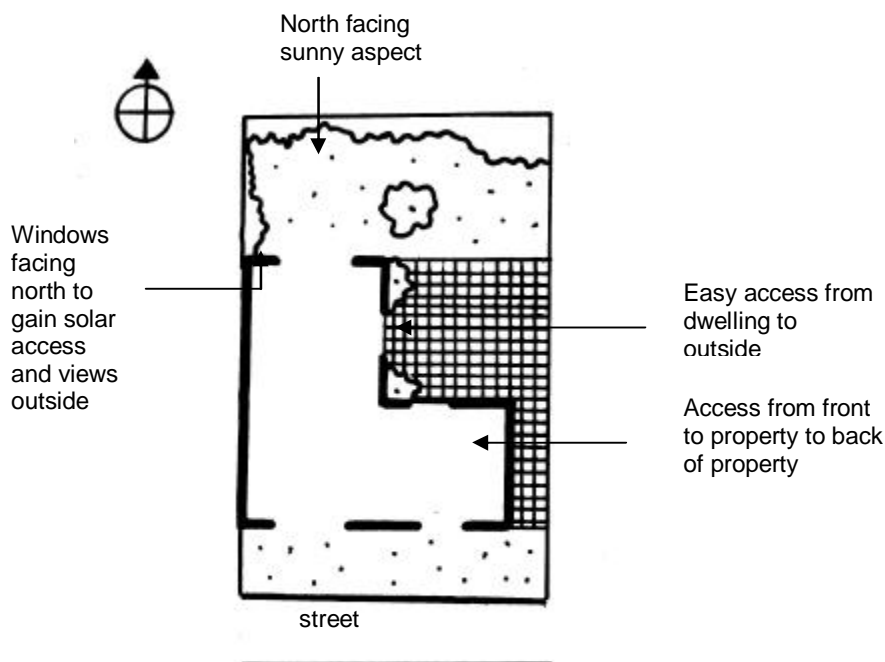 North facing
sunny aspect
Windows
facing
north to
gain solar
access
and views
outside
Easy access from
dwelling to
outside
Access from front
to property to back
of property
street